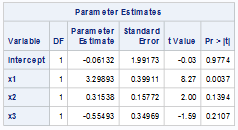 Parameter Estimates
Variable DF Parameter Estimate Standard Error t Value Pr > |t|
Intercept 1 -0.06132 1.99173 -0.03 0.9774
x1 1 3.29893 0.39911 8.27 0.0037
x2 1 0.31538 0.15772 2.00 0.1394
x3 1 -0.55493 0.34969 -1.59 0.2107